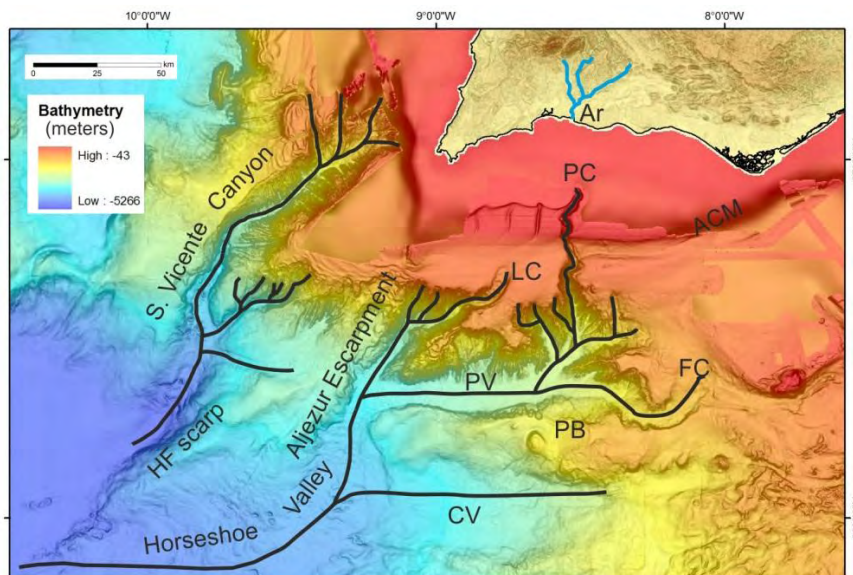 10°0'0"W
9°0'0"W
8°0'0"W
km
0 25 50
Bathymetry
(meters)
High : -43
Low : -5266
Ar
PC
ACM
S. Vicente Canyon
LC
Aljezur Escarpment
PV
FC
HF scarp
PB
Horseshoe Valley
CV